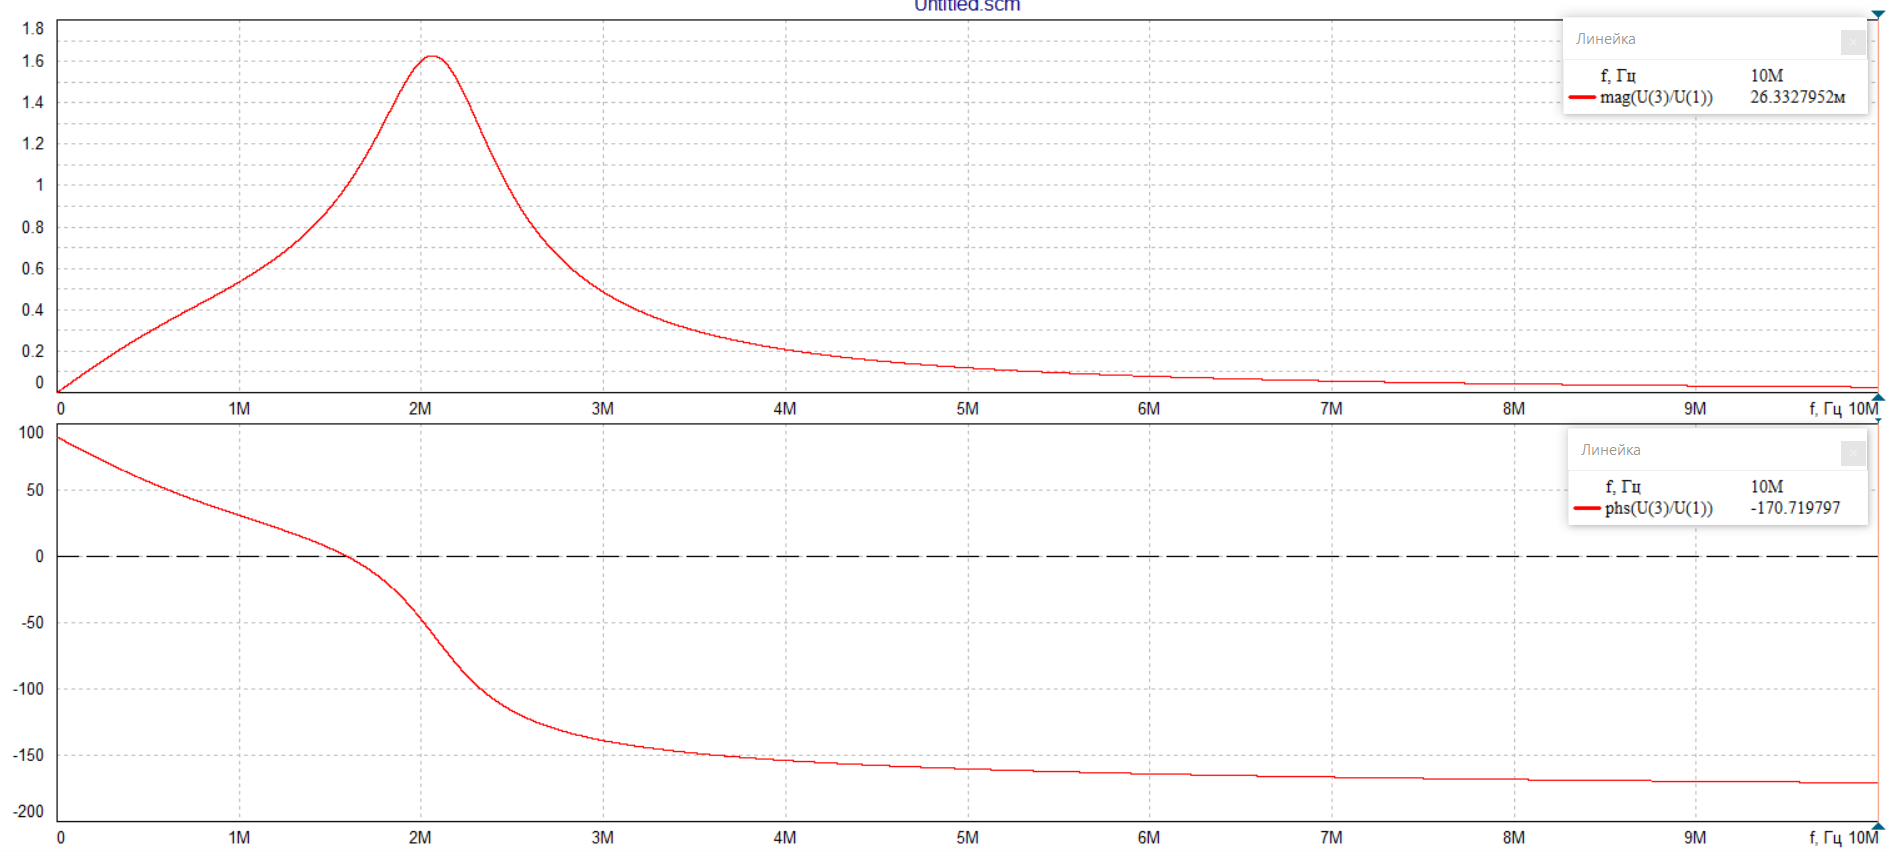 Untitled.scm
1.8
1.6
1.4
1.2
1
0.8
0.6
0.4
0.2
0
0 1M 2M 3M 4M 5M 6M 7M 8M 9M f, Гц 10M
Линейка
f, Гц 10M
mag(U(3)/U(1)) 26.3327952м
100
50
0
-50
-100
-150
-200
0 1M 2M 3M 4M 5M 6M 7M 8M 9M f, Гц 10M
Линейка
f, Гц 10M
phs(U(3)/U(1)) -170.719797